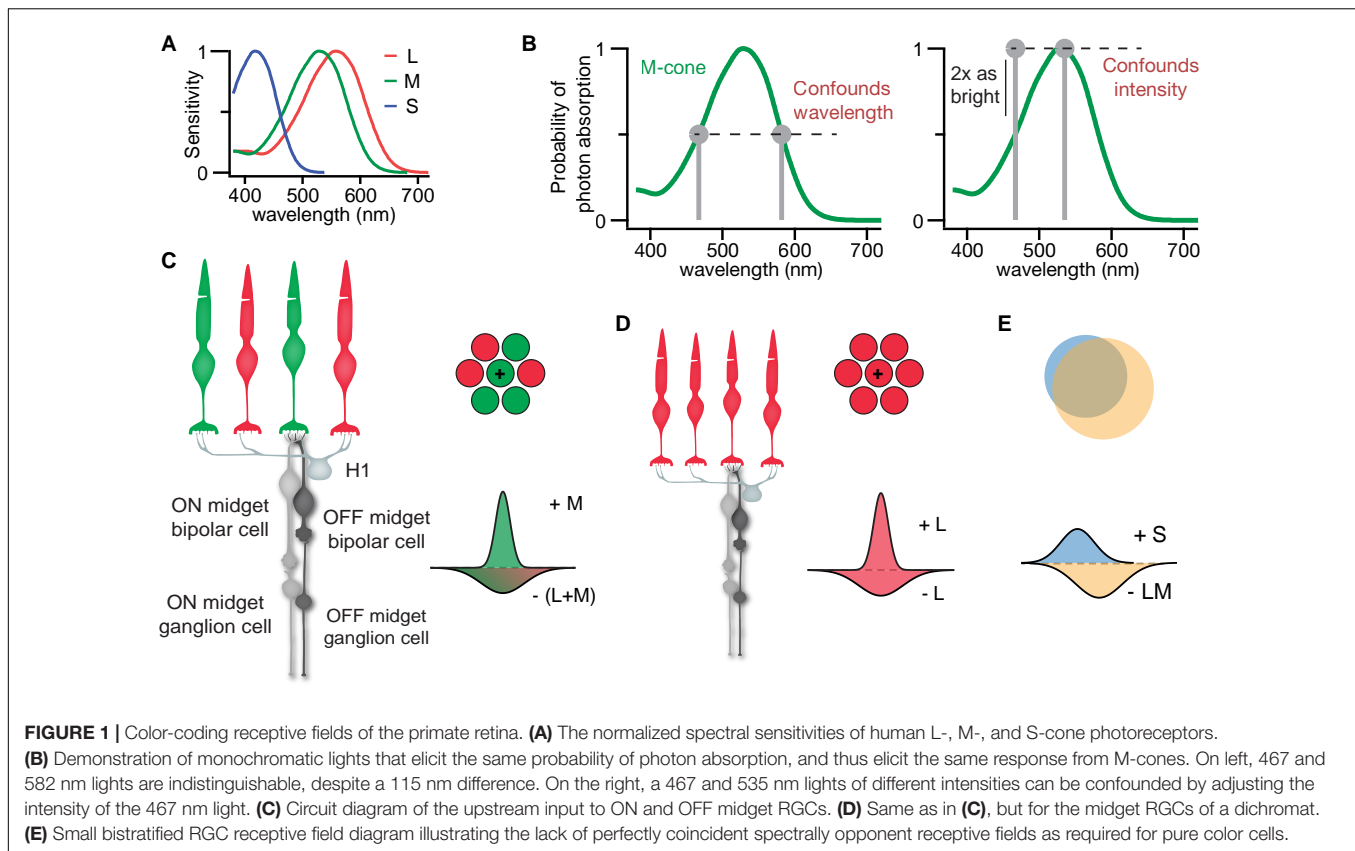 A
1
0
Sensitivity
L
M
S
400 500 600 700
wavelength (nm)
B
1
0
Probability of
photon absorption
M-cone
Confounds
wavelength
400 500 600 700
wavelength (nm)
1
0
2x as
bright
Confounds
intensity
400 500 600 700
wavelength (nm)
C
H1
ON midget
bipolar cell
OFF midget
bipolar cell
ON midget
ganglion cell
OFF midget
ganglion cell
+
+ M
- (L+M)
D
+
+ L
- L
E
+ S
- LM
FIGURE 1 | Color-coding receptive fields of the primate retina. (A) The normalized spectral sensitivities of human L-, M-, and S-cone photoreceptors.
(B) Demonstration of monochromatic lights that elicit the same probability of photon absorption, and thus elicit the same response from M-cones. On left, 467 and
582 nm lights are indistinguishable, despite a 115 nm difference. On the right, a 467 and 535 nm lights of different intensities can be confounded by adjusting the
intensity of the 467 nm light. (C) Circuit diagram of the upstream input to ON and OFF midget RGCs. (D) Same as in (C), but for the midget RGCs of a dichromat.
(E) Small bistratified RGC receptive field diagram illustrating the lack of perfectly coincident spectrally opponent receptive fields as required for pure color cells.